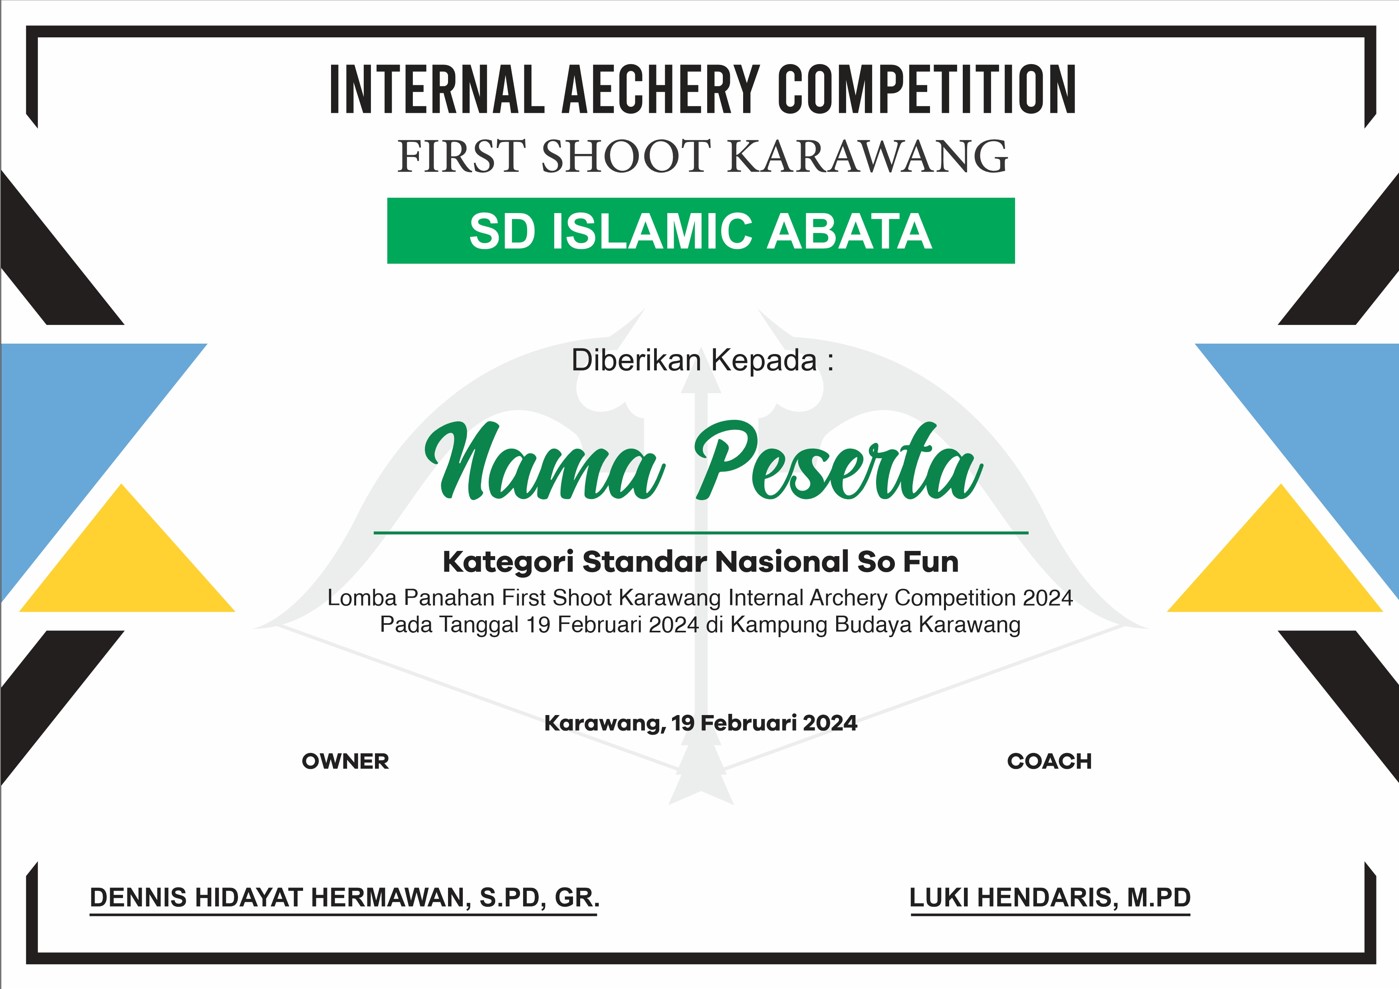 INTERNAL AECHERY COMPETITION
FIRST SHOOT KARAWANG
SD ISLAMIC ABATA
Diberikan Kepada :
Nama Peserta
Kategori Standar Nasional So Fun
Lomba Panahan First Shoot Karawang Internal Archery Competition 2024
Pada Tanggal 19 Februari 2024 di Kampung Budaya Karawang
Karawang, 19 Februari 2024
OWNER
COACH
DENNIS HIDAYAT HERMAWAN, S.PD, GR.
LUKI HENDARIS, M.PD